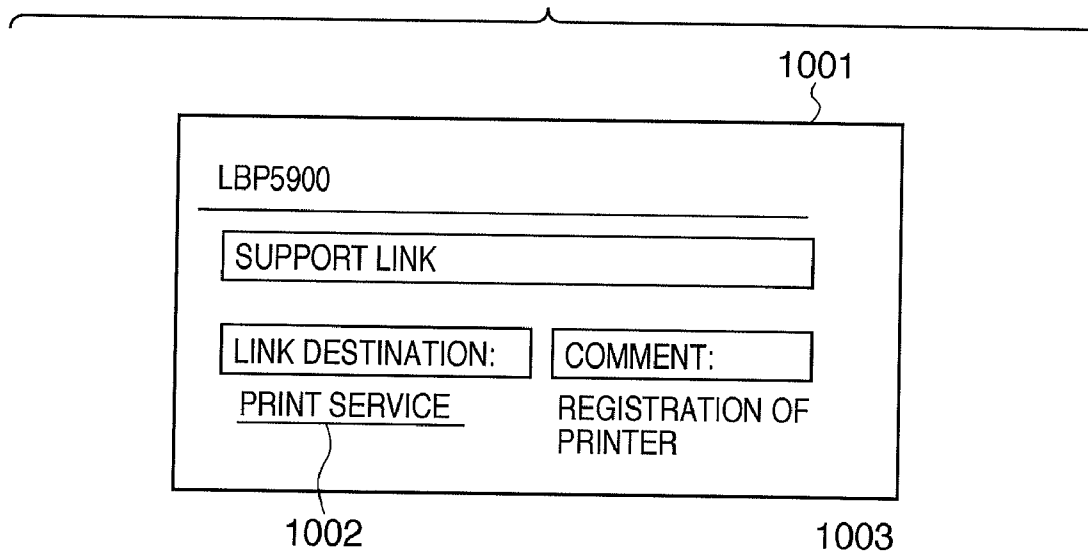 1001
LBP5900
SUPPORT LINK
LINK DESTINATION: COMMENT:
PRINT SERVICE REGISTRATION OF
PRINTER
1002 1003